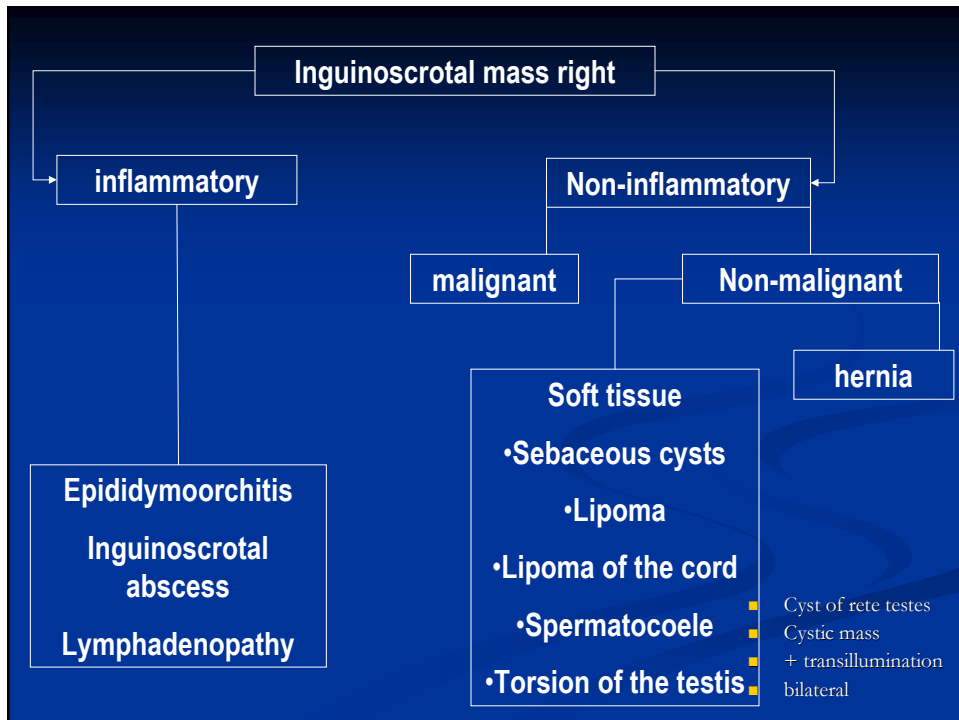 Inguinoscrotal mass right
inflammatory
Non-inflammatory
malignant
Non-malignant
hernia
Soft tissue
•Sebaceous cysts
•Lipoma
•Lipoma of the cord
•Spermatocoele
•Torsion of the testis
Epididymoorchitis
Inguinoscrotal
abscess
Lymphadenopathy
Cyst of rete testes
Cystic mass
+ transillumination
bilateral